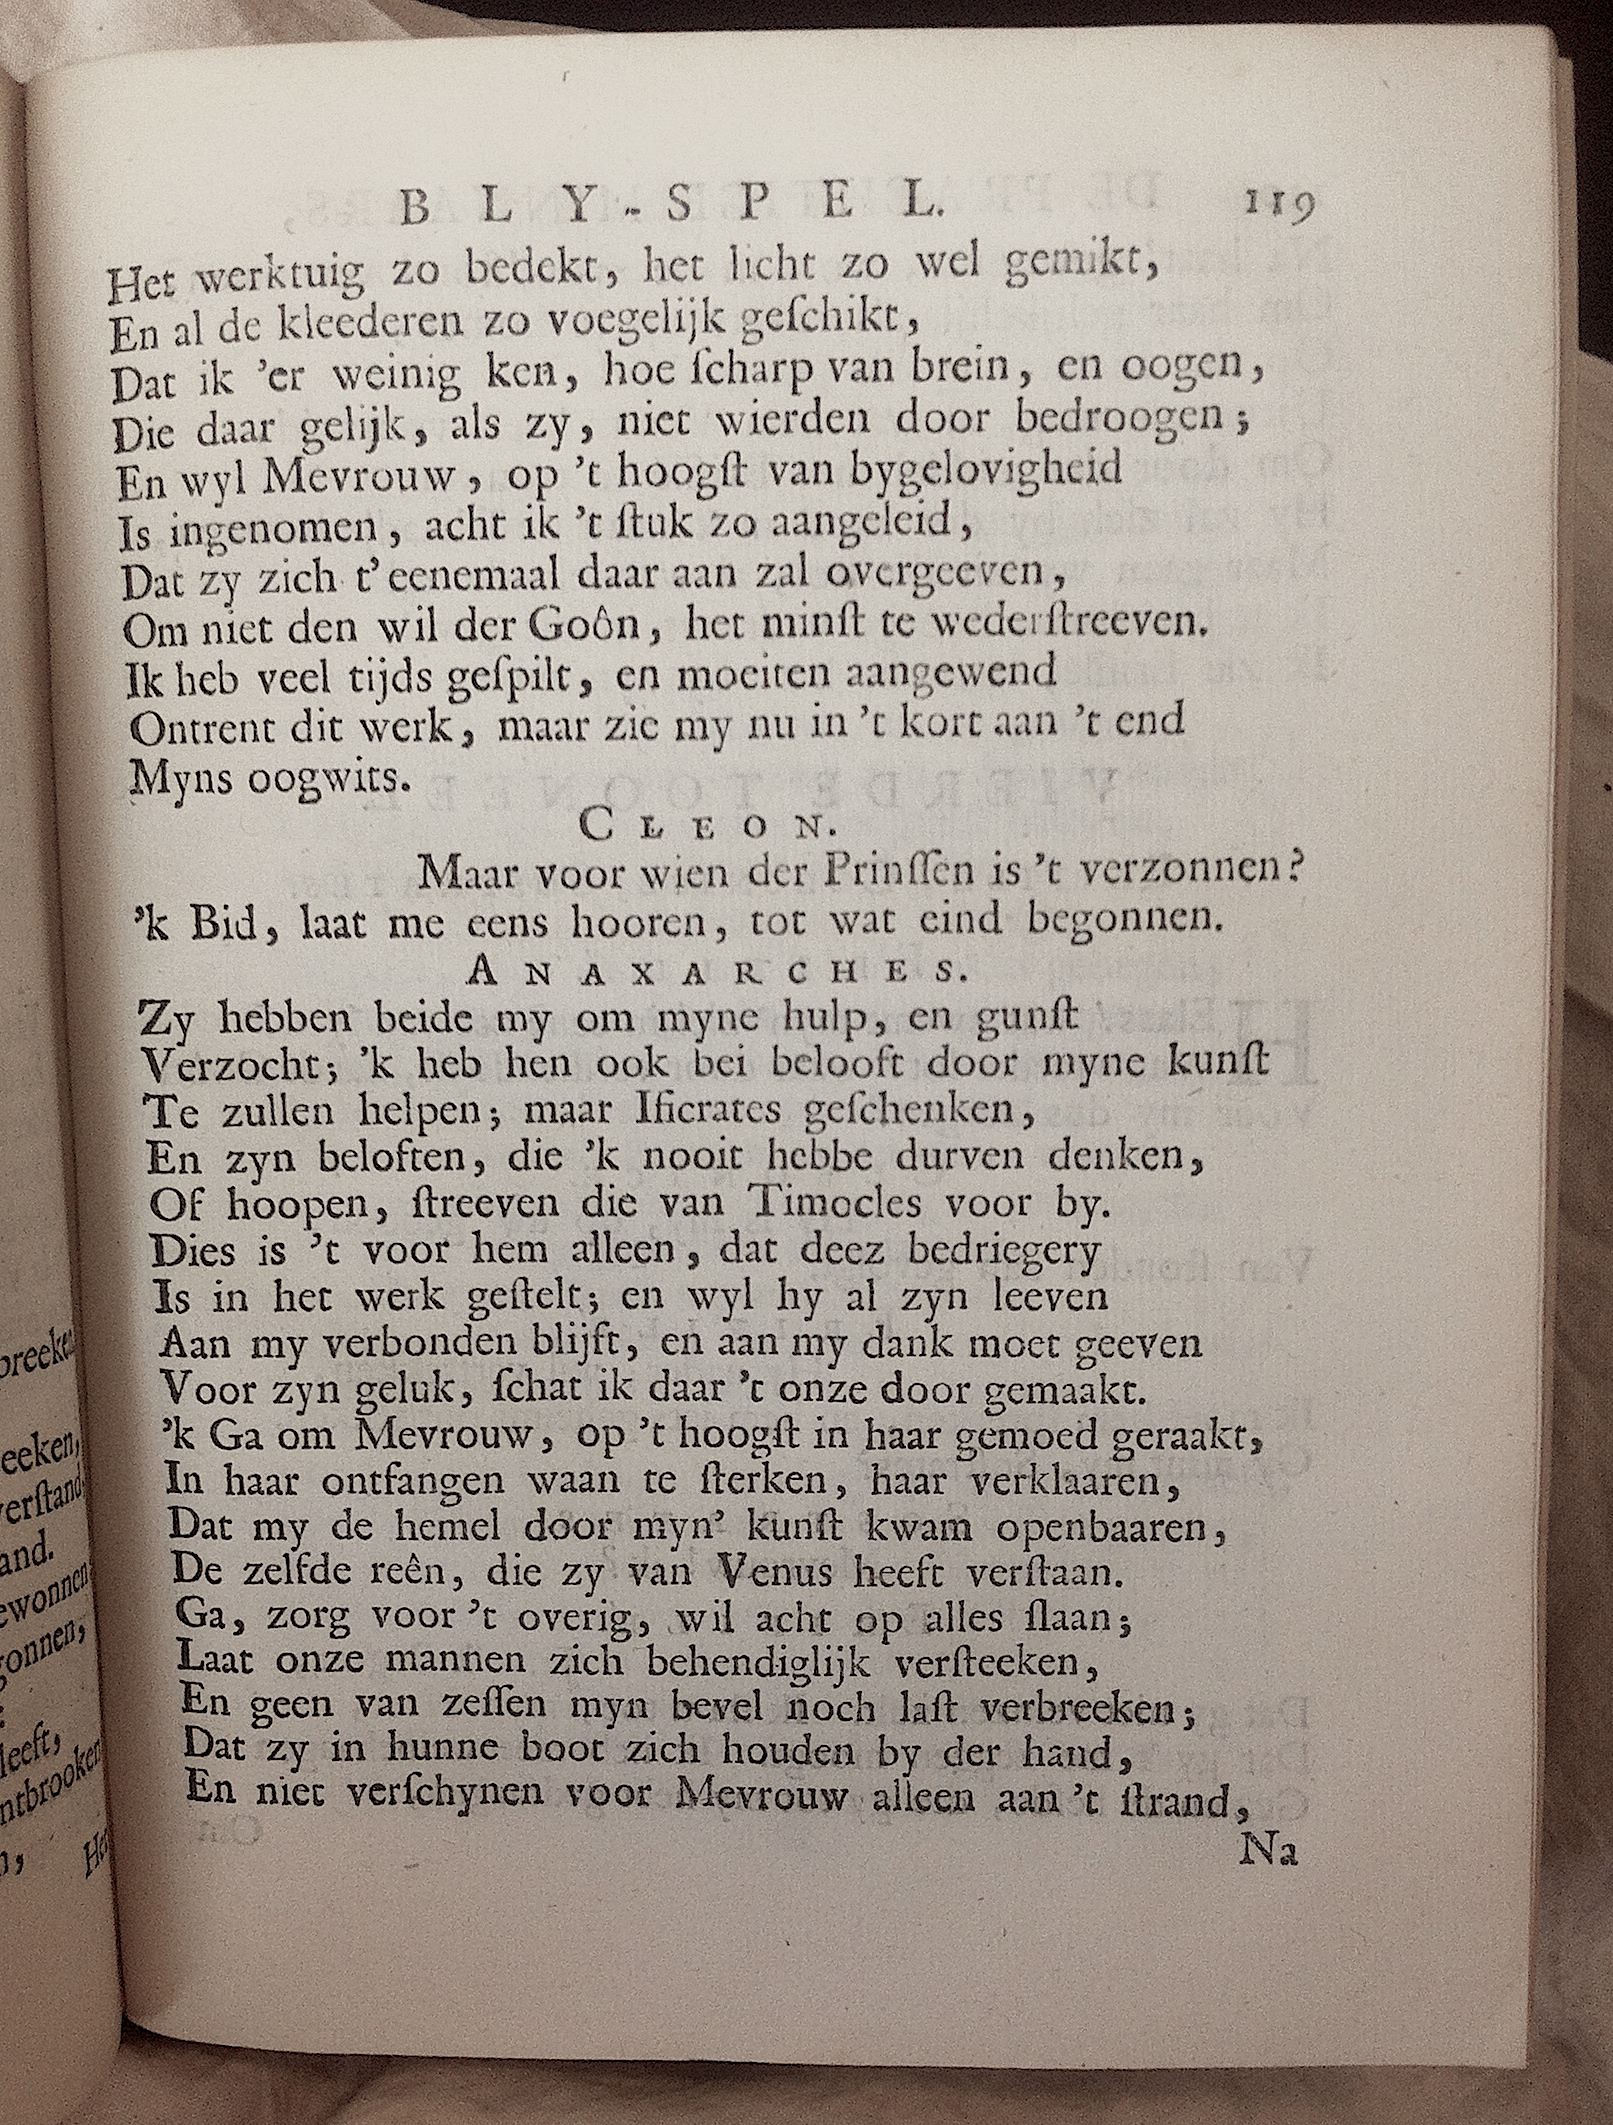 BLY-SPEL. 119
Het werktuig zo bedekt, het licht zo wel gemikt,
En al de kleederen zo voegelijk geſchikt,
Dat ik 'er weinig ken, hoe ſcharp van brein, en oogen,
Die daar gelijk, als zy, niet wierden door bedroogen;
En wyl Mevrouw, op 't hoogſt van bygelovigheid
Is ingenomen, acht ik 't ſtuk zo aangeleid,
Dat zy zich t'eenemaal daar aan zal overgeeven,
Om niet den wil der Goôn, het minſt te wederſtreeven.
Ik heb veel tijds geſpilt, en moeiten aangewend
Ontrent dit werk, maar zie my nu in 't kort aan 't end
Myns oogwits.
CLEON.
Maar voor wien der Prinſſen is 't verzonnen?
'k Bid, laat me eens hooren, tot wat eind begonnen.
ANAXARCHES.
Zy hebben beide my om myne hulp, en gunſt
Verzocht; 'k heb hen ook bei belooft door myne kunſt
Te zullen helpen; maar Ificrates geſchenken,
En zyn beloften, die 'k nooit hebbe durven denken,
Of hoopen, ſtreeven die van Timocles voor by.
Dies is 't voor hem alleen, dat deez bedriegery
Is in het werk geſtelt; en wyl hy al zyn leeven
Aan my verbonden blijft, en aan my dank moet geeven
Voor zyn geluk, ſchat ik daar 't onze door gemaakt.
'k Ga om Mevrouw, op 't hoogſt in haar gemoed geraakt,
In haar ontfangen waan te ſterken, haar verklaaren,
Dat my de hemel door myn' kunſt kwam openbaaren,
De zelfde reên, die zy van Venus heeft verſtaan.
Ga, zorg voor 't overig, wil acht op alles ſlaan;
Laat onze mannen zich behendiglijk verſteeken,
En geen van zeſſen myn bevel noch laſt verbreeken;
Dat zy in hunne boot zich houden by der hand,
En niet verſchynen voor Mevrouw alleen aan 't ſtrand,
Na